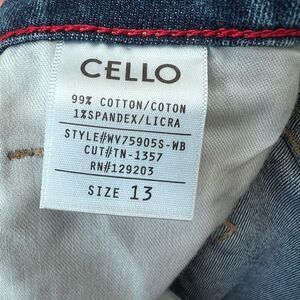 CELLO
99% COTTON/COTON
1%SPANDEX/LICRA
STYLE#WV75905S-WB
CUT#TN-1357
RN#129203
SIZE 13